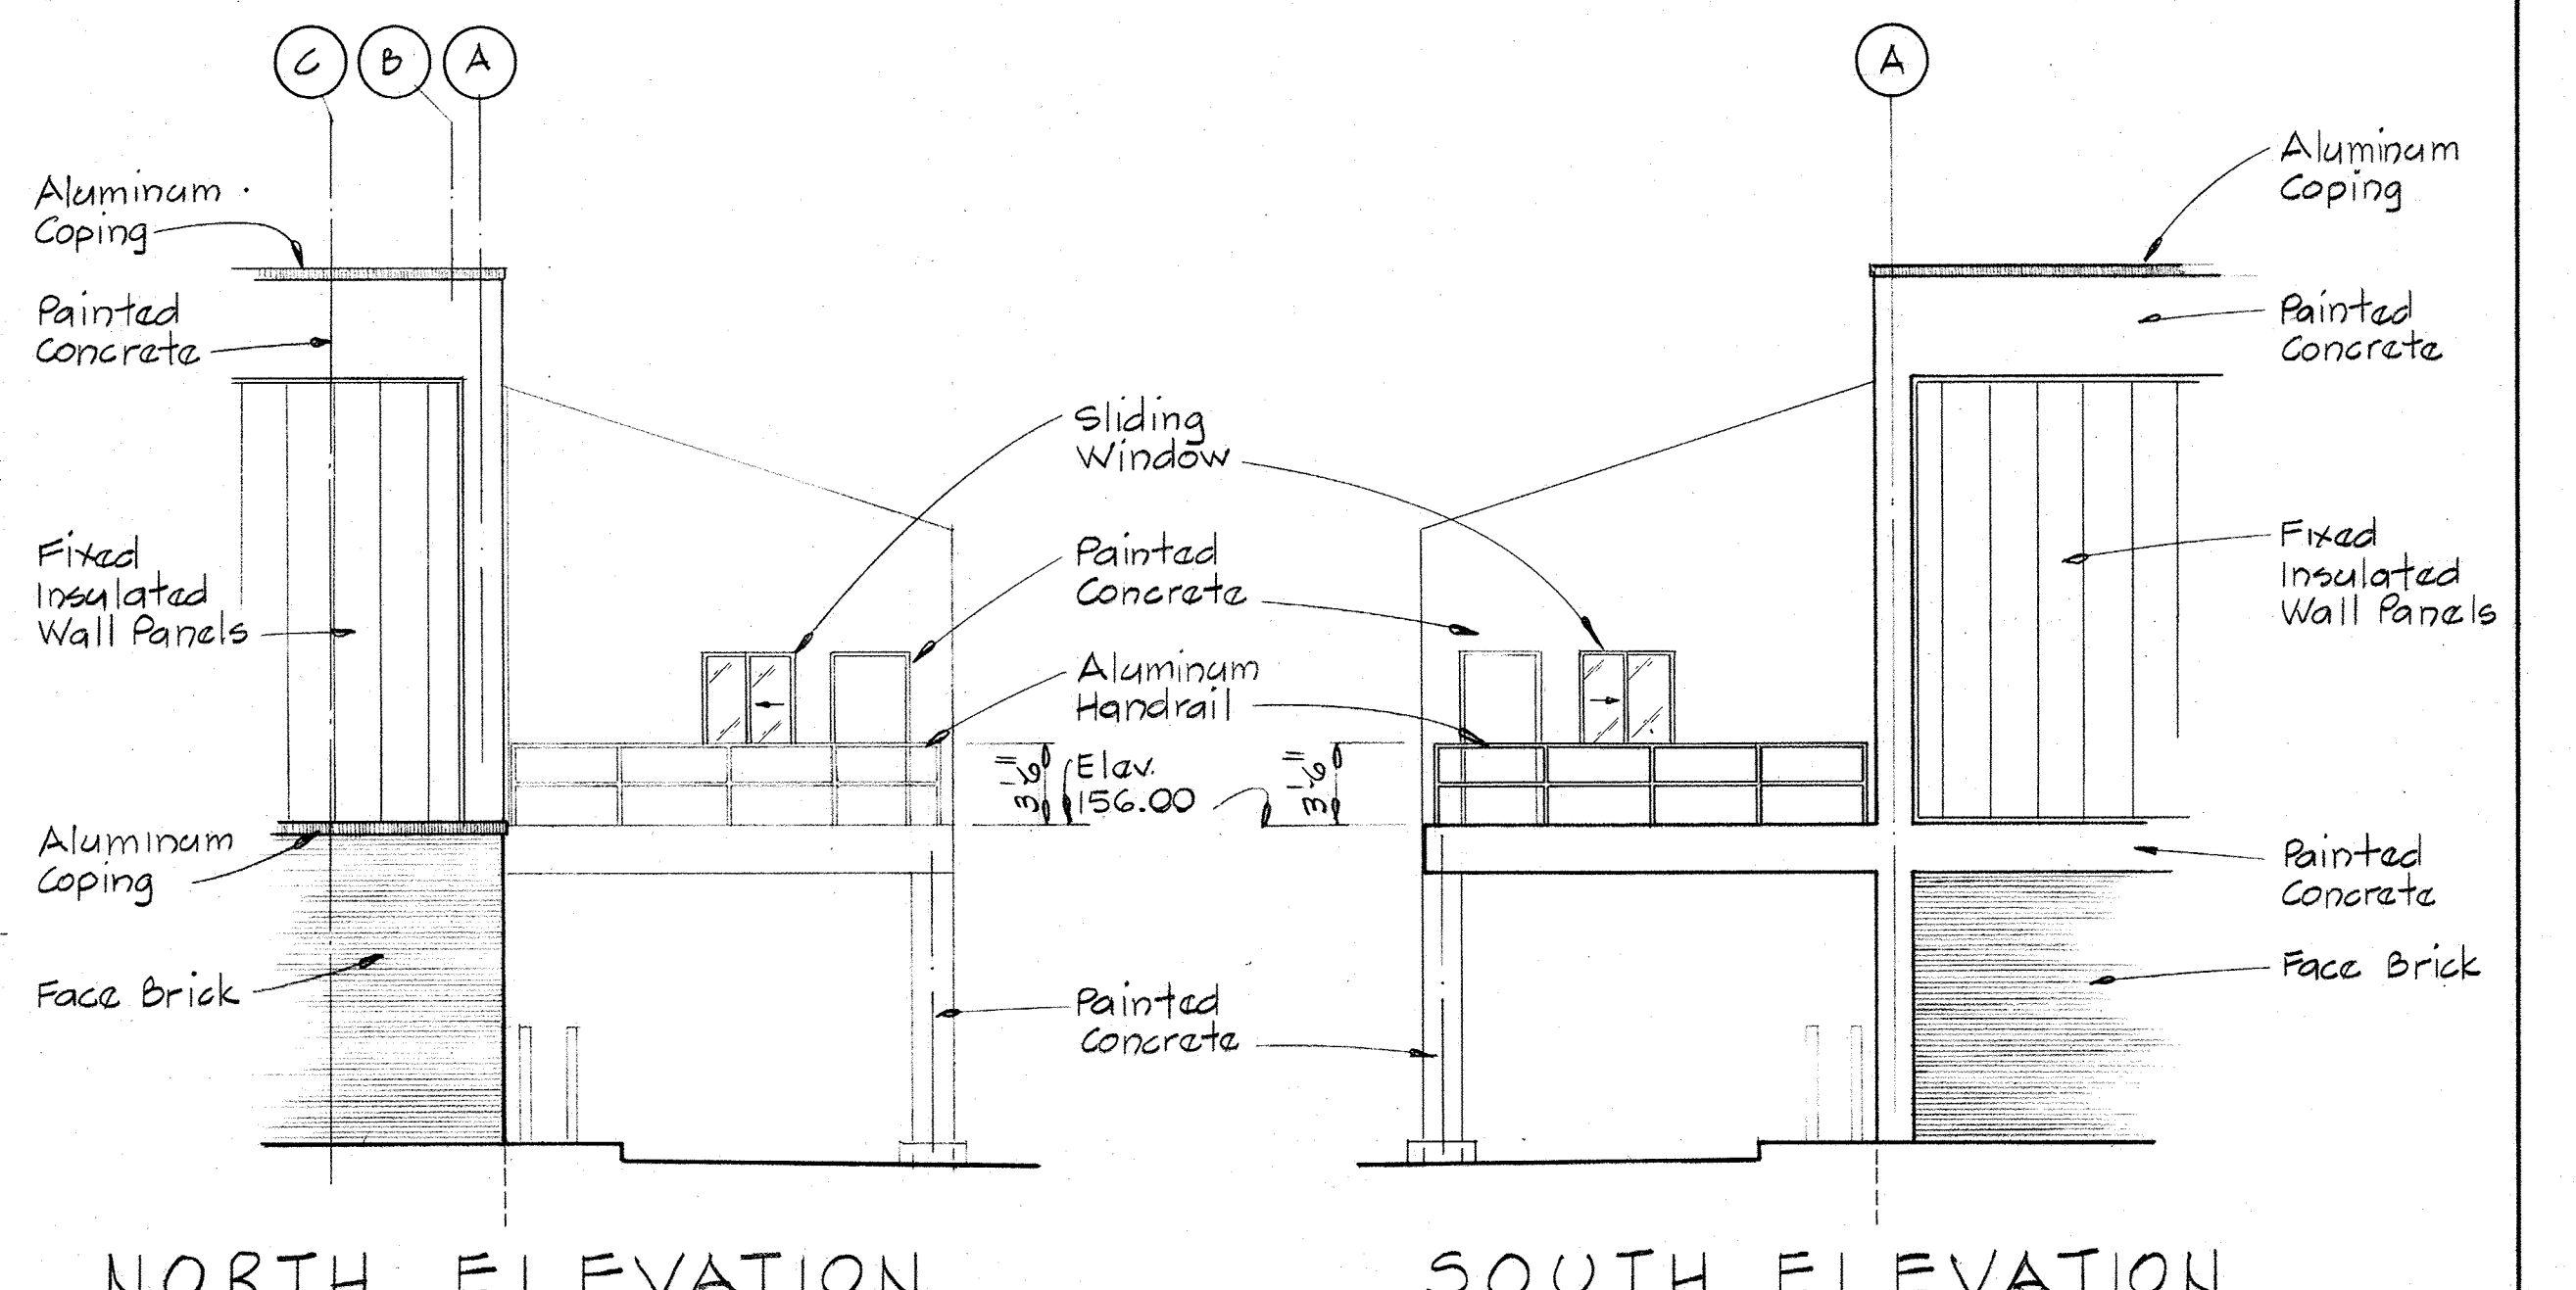 C B A
A
Aluminum
Coping
Painted
Concrete
Fixed
Insulated
Wall Panels
Aluminum
Coping
Face Brick
Sliding
Window
Painted
Concrete
Aluminum
Handrail
3'-6"
Elev.
156.00
3'-6"
Painted
Concrete
Aluminum
Coping
Painted
Concrete
Fixed
Insulated
Wall Panels
Painted
Concrete
Face Brick
NORTH ELEVATION
SOUTH ELEVATION